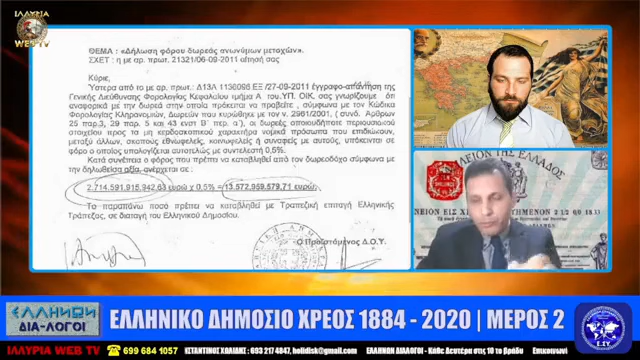 ΙΛΛΥΡΙΑ
WEB TV
ΘΕΜΑ : «Δήλωση φόρου δωρεάς ανωνύμων μετοχών».
ΣΧΕΤ : η με αρ. πρωτ. 21321/06-09-2011 αίτησή σας
Κύριε,
Ύστερα από το με αρ. πρωτ.: Δ13Λ 1136096 ΕΞ /27-09-2011 έγγραφο-απάντηση της
Γενικής Διεύθυνσης Φορολογίας Κεφαλαίου τμήμα Α του ΥΠ. ΟΙΚ. σας γνωρίζουμε ότι
αναφορικά με την δωρεά στην οποία πρόκειται να προβείτε , σύμφωνα με τον Κώδικα
Φορολογίας Κληρονομιών, Δωρεών που κυρώθηκε με τον ν. 2961/2001, ( συνδ. Άρθρων
25 παρ.3, 29 παρ. 5 και 43 ενστ Β΄ περ. α΄), οι δωρεές οποιουδήποτε περιουσιακού
στοιχείου προς τα μη κερδοσκοπικού χαρακτήρα νομικά πρόσωπα που επιδιώκουν,
μεταξύ άλλων, σκοπούς εθνωφελείς, κοινωφελείς ή συναφείς με αυτούς, υπόκεινται σε
φόρο ο οποίος υπολογίζεται αυτοτελώς με συντελεστή 0,5%.
Κατά συνέπεια ο φόρος που πρέπει να καταβληθεί από τον δωρεοδόχο σύμφωνα με
την δηλωθείσα αξία, ανέρχεται σε :
2.714.591.915.942,63 ευρώ χ 0,5% = 13.572.959.579,71 ευρώ.
Το παραπάνω ποσό πρέπει να καταβληθεί με Τραπεζική επιταγή Ελληνικής
Τράπεζας, σε διαταγή του Ελληνικού Δημοσίου.
Ο Προϊστάμενος Δ.Ο.Υ.
ΕΛΛΗΝΩΝ
ΔΙΑ-ΛΟΓΟΙ
ΕΛΛΗΝΙΚΟ ΔΗΜΟΣΙΟ ΧΡΕΟΣ 1884 - 2020 | ΜΕΡΟΣ 2
E.TV
ΙΛΛΥΡΙΑ WEB TV
699 684 1057
ΚΣΤΑΝΤΙΝΟΣ ΧΩΛΙΔΗΣ : 693 217 4847, holidisk@gmail.com
ΕΛΛΗΝΩΝ ΔΙΑΛΟΓΟΙ - Κάθε Δευτέρα στις 10 το βράδυ
Επικοινωνί